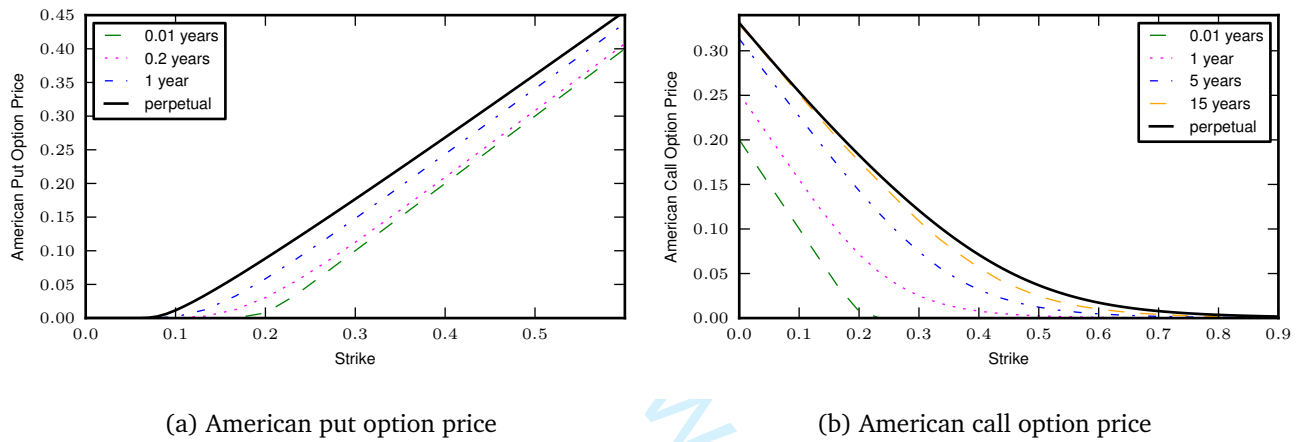 0.45
0.40
0.35
0.30
0.25
0.20
0.15
0.10
0.05
0.00
American Put Option Price
0.01 years
0.2 years
1 year
perpetual
0.0 0.1 0.2 0.3 0.4 0.5
Strike
(a) American put option price
0.30
0.25
0.20
0.15
0.10
0.05
0.00
American Call Option Price
0.01 years
1 year
5 years
15 years
perpetual
0.0 0.1 0.2 0.3 0.4 0.5 0.6 0.7 0.8 0.9
Strike
(b) American call option price